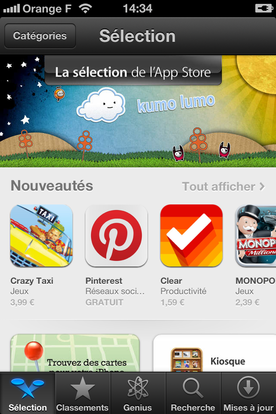 Orange F 14:34
Catégories
Sélection
La sélection de l'App Store
kumo lumo
Nouveautés
Tout afficher >
TAXI
MONOP
Crazy Taxi
Jeux
3,99 €
Pinterest
Réseaux soci...
GRATUIT
Clear
Productivité
1,59 €
MONOPO
Jeux
2,39 €
Trouvez des cartes
Kiosque
Sélection
Classements
Genius
Recherche
Mises à jour